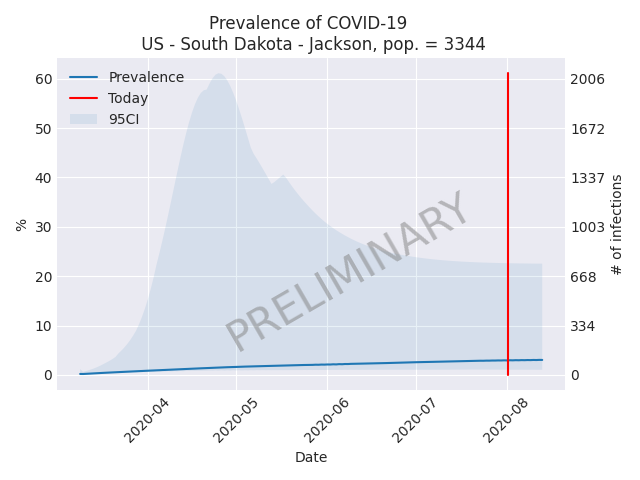 Prevalence of COVID-19
US - South Dakota - Jackson, pop. = 3344
Prevalence
Today
95CI
60
50
40
30
20
10
0
%
2006
1672
1337
1003
668
334
0
# of infections
PRELIMINARY
2020-04
2020-05
2020-06
2020-07
2020-08
Date